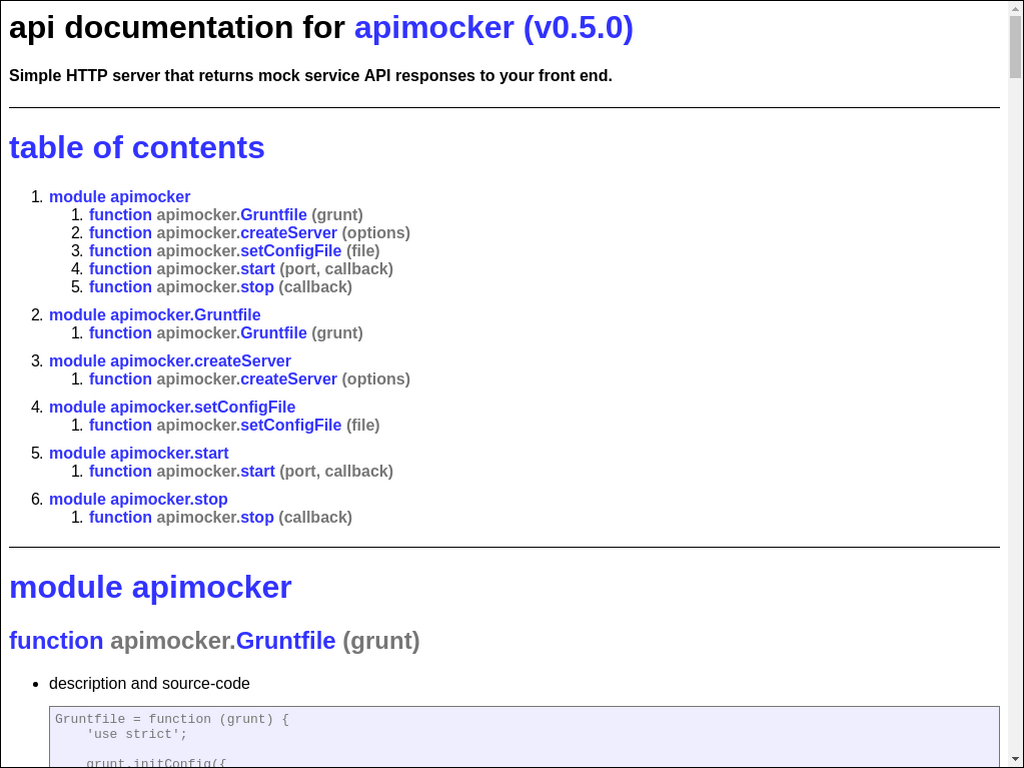 api documentation for apimocker (v0.5.0)
Simple HTTP server that returns mock service API responses to your front end.
table of contents
1. module apimocker
1. function apimocker.Gruntfile (grunt)
2. function apimocker.createServer (options)
3. function apimocker.setConfigFile (file)
4. function apimocker.start (port, callback)
5. function apimocker.stop (callback)
2. module apimocker.Gruntfile
1. function apimocker.Gruntfile (grunt)
3. module apimocker.createServer
1. function apimocker.createServer (options)
4. module apimocker.setConfigFile
1. function apimocker.setConfigFile (file)
5. module apimocker.start
1. function apimocker.start (port, callback)
6. module apimocker.stop
1. function apimocker.stop (callback)
module apimocker
function apimocker.Gruntfile (grunt)
• description and source-code
Gruntfile = function (grunt) {
'use strict';
grunt.initConfig({